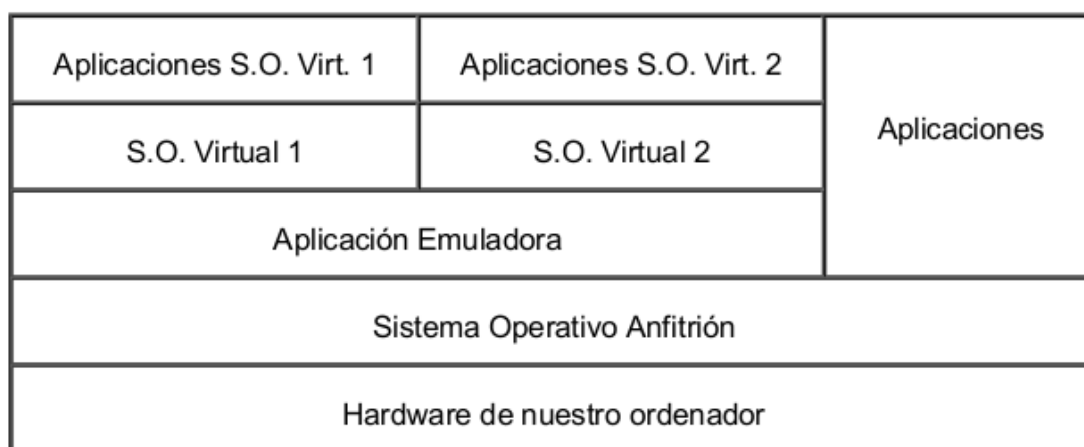 Aplicaciones S.O. Virt. 1
Aplicaciones S.O. Virt. 2
Aplicaciones
S.O. Virtual 1
S.O. Virtual 2
Aplicación Emuladora
Sistema Operativo Anfitrión
Hardware de nuestro ordenador